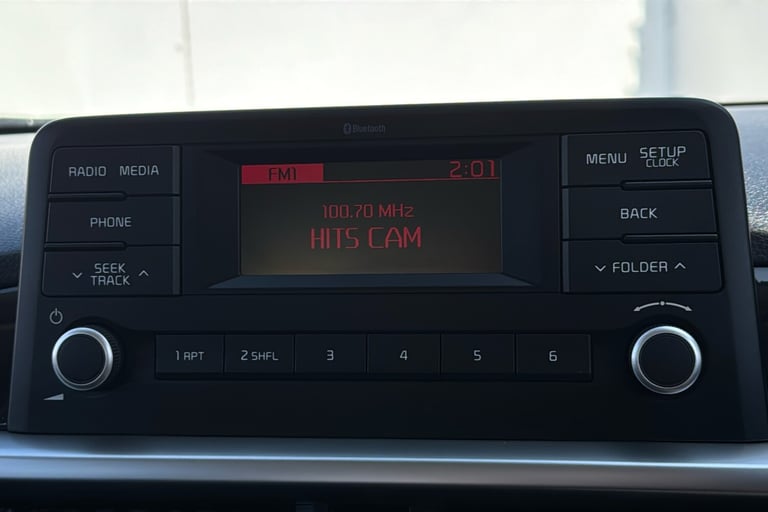 Bluetooth
RADIO MEDIA
PHONE
SEEK
TRACK
FM1 2:01
100.70 MHz
HITS CAM
MENU SETUP
CLOCK
BACK
FOLDER
1 RPT
2 SHFL
3
4
5
6